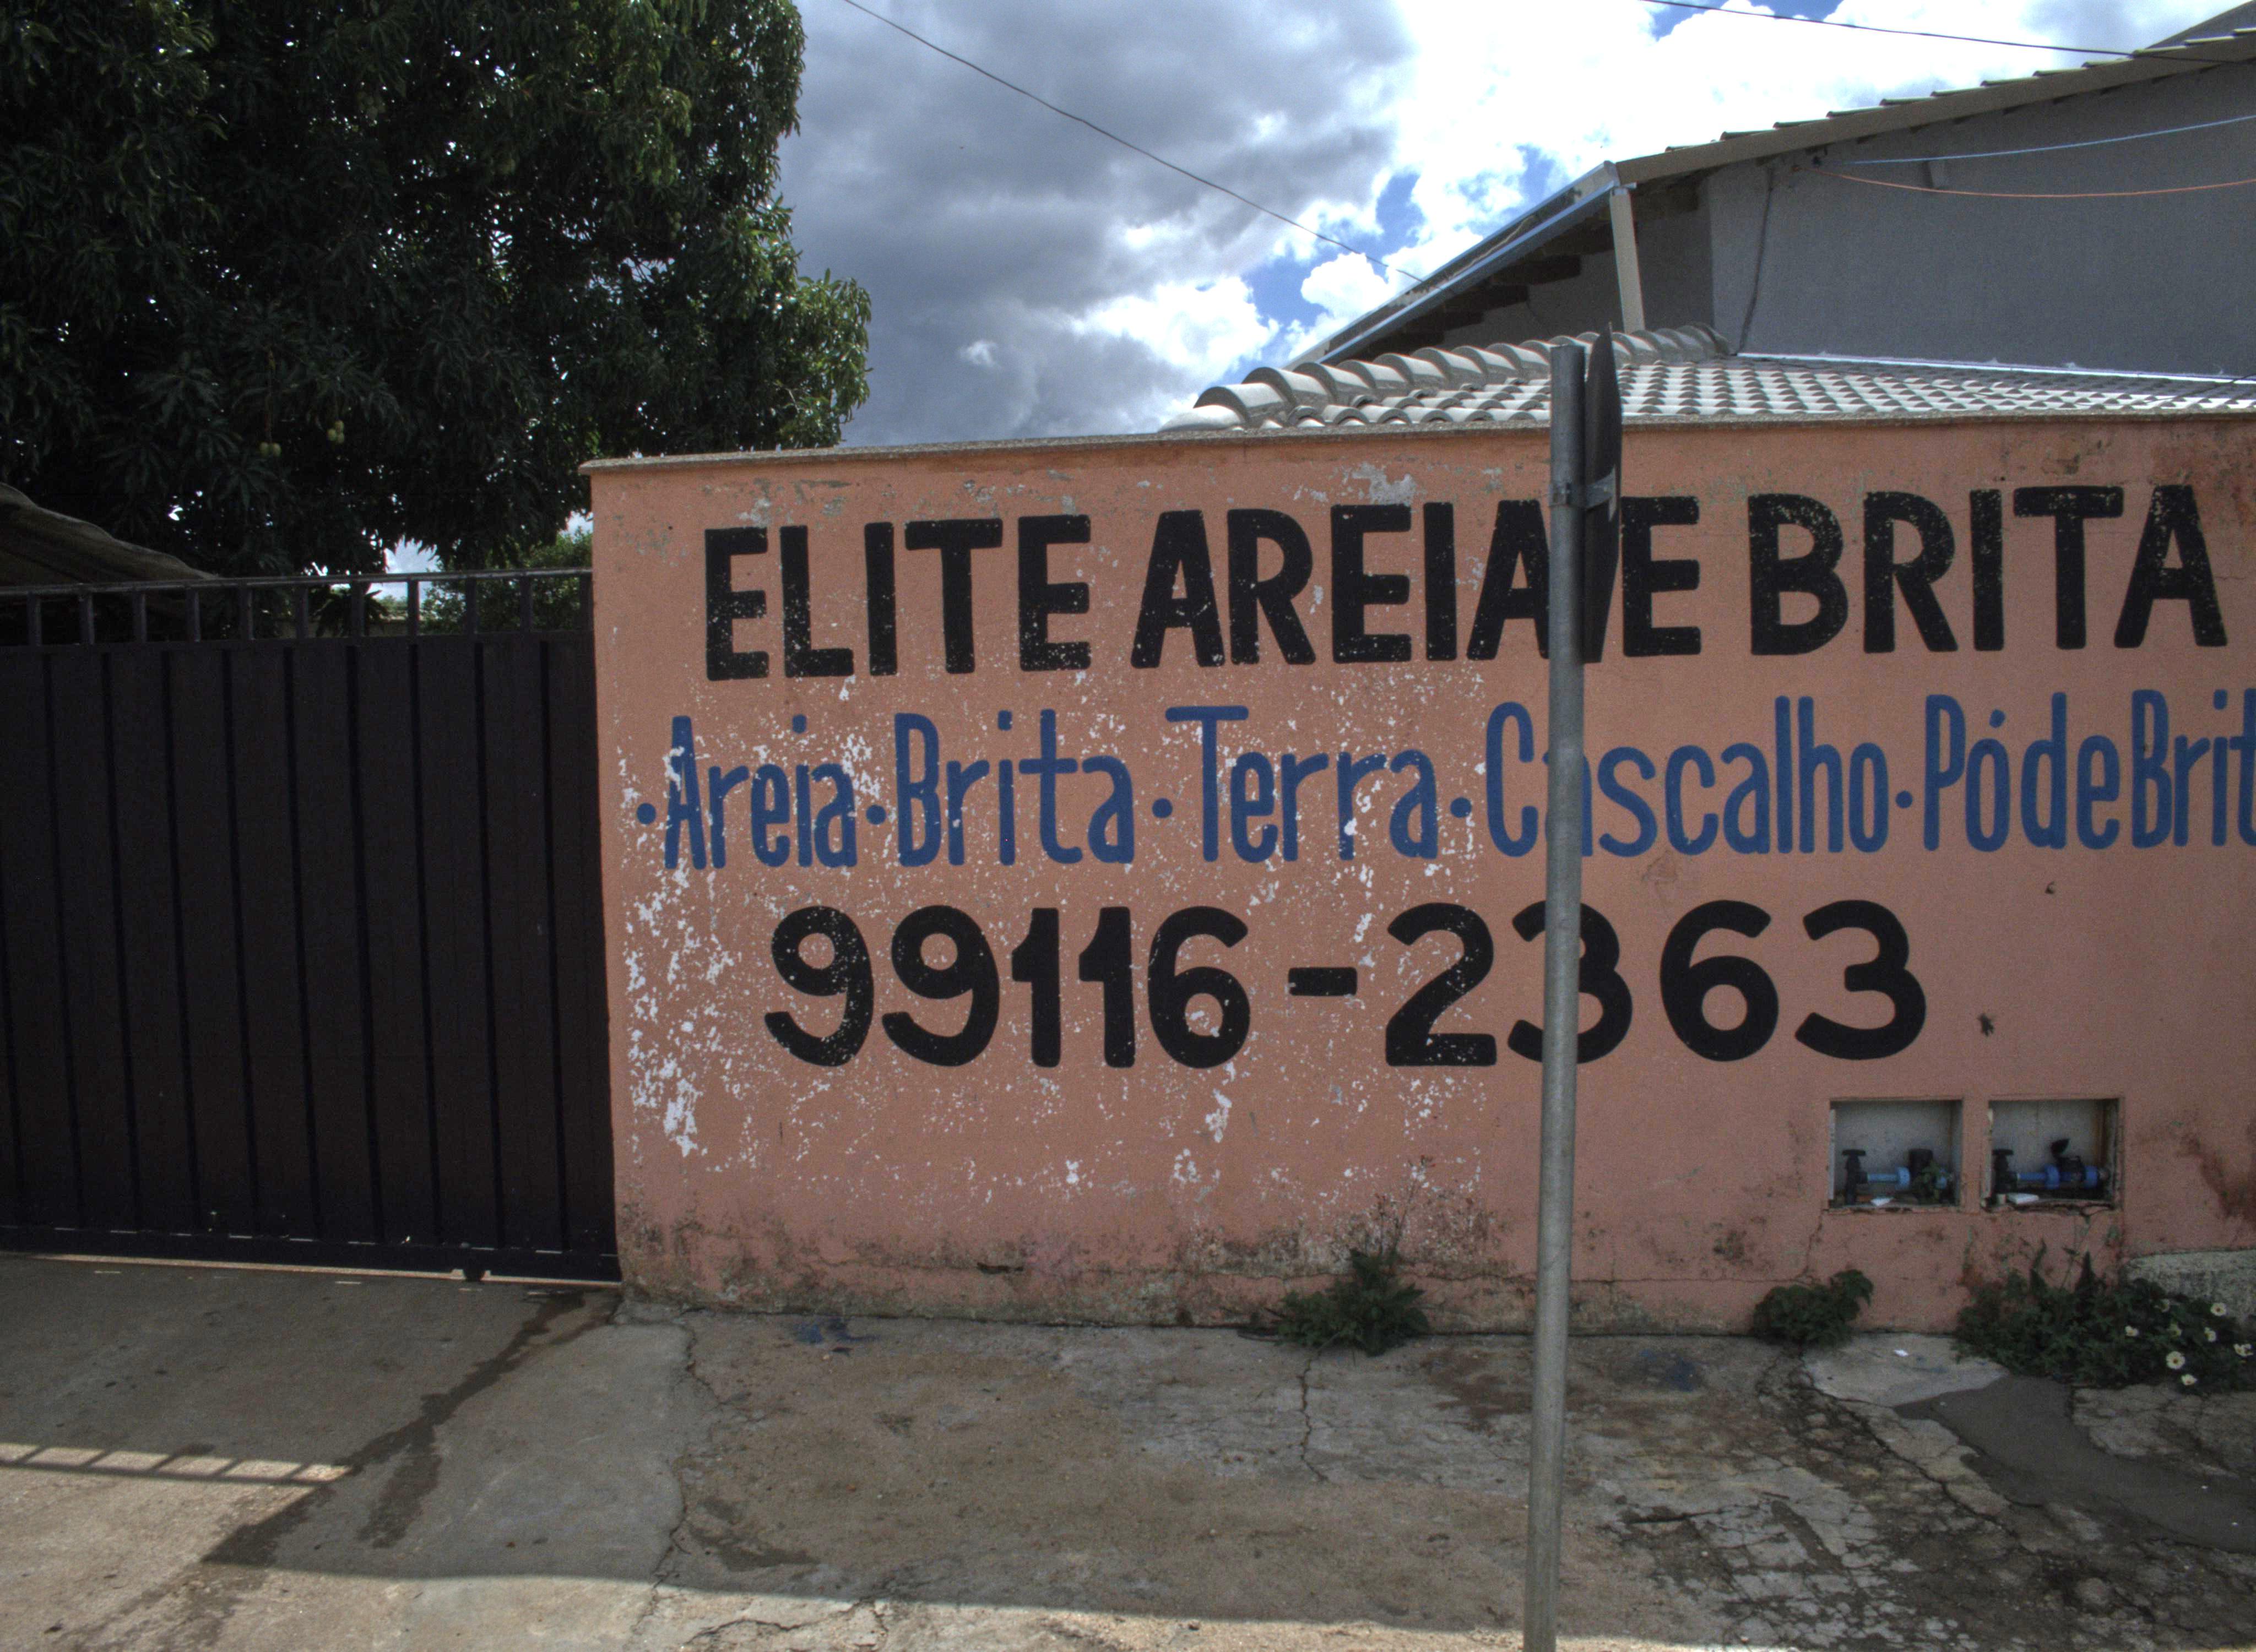 ELITE AREIA E BRITA
·Areia·Brita·Terra·Cascalho·Pó de Brit
99116-2363